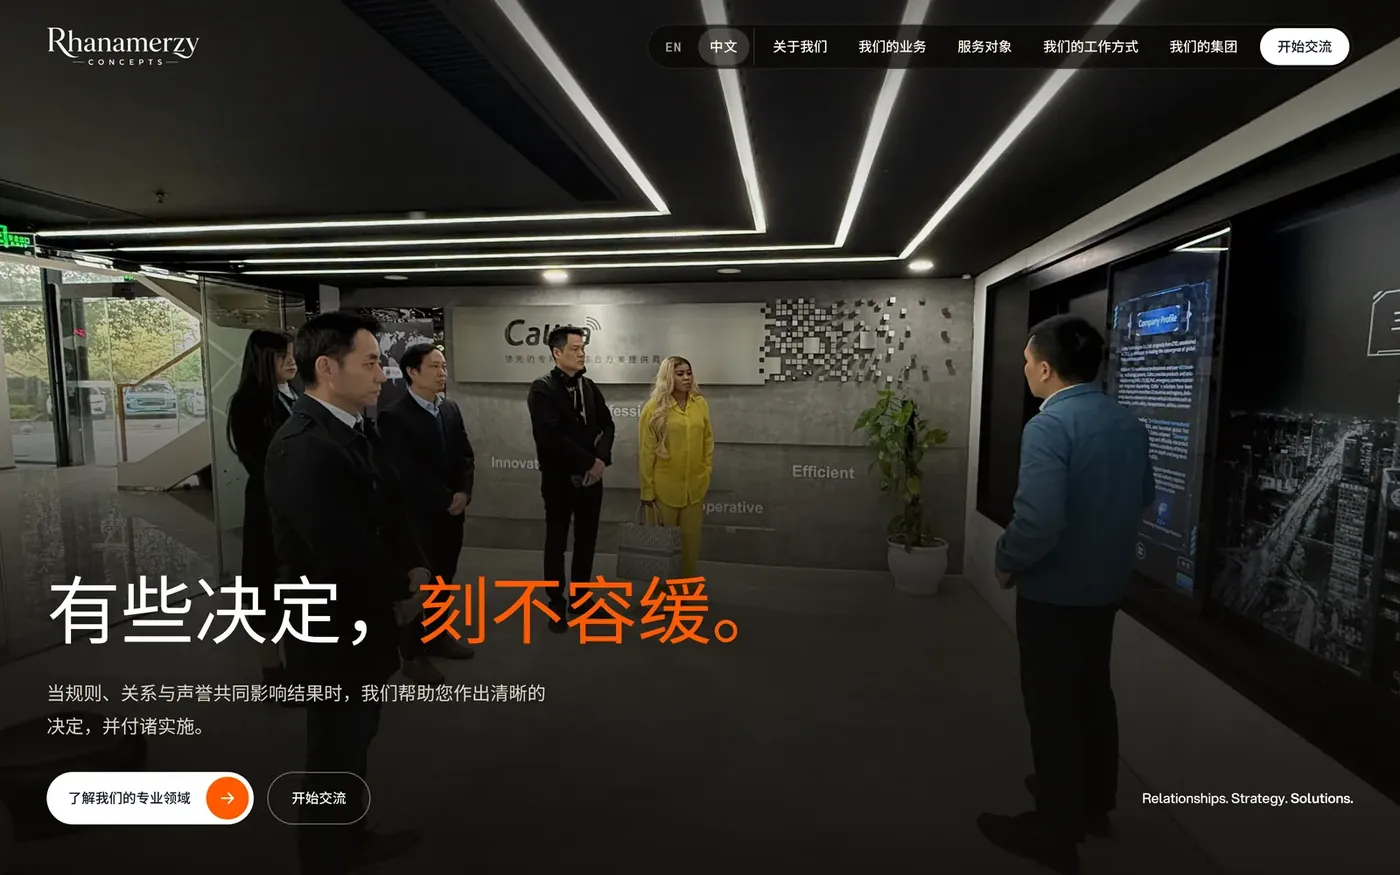 Rhanamerzy
CONCEPTS
EN 中文 关于我们 我们的业务 服务对象 我们的工作方式 我们的集团 开始交流
Company Profile
Efficient
有些决定，刻不容缓。
当规则、关系与声誉共同影响结果时，我们帮助您作出清晰的
决定，并付诸实施。
了解我们的专业领域 → 开始交流
Relationships. Strategy. Solutions.